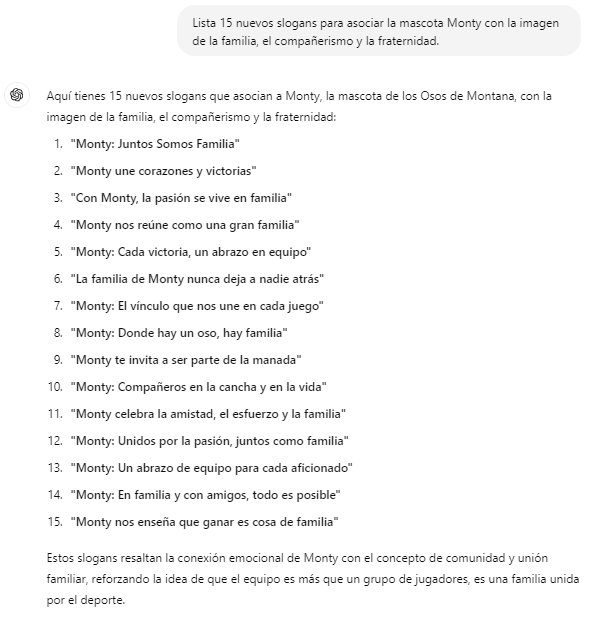 Lista 15 nuevos slogans para asociar la mascota Monty con la imagen
de la familia, el compañerismo y la fraternidad.
Aquí tienes 15 nuevos slogans que asocian a Monty, la mascota de los Osos de Montana, con la
imagen de la familia, el compañerismo y la fraternidad:
1. "Monty: Juntos Somos Familia"
2. "Monty une corazones y victorias"
3. "Con Monty, la pasión se vive en familia"
4. "Monty nos reúne como una gran familia"
5. "Monty: Cada victoria, un abrazo en equipo"
6. "La familia de Monty nunca deja a nadie atrás"
7. "Monty: El vínculo que nos une en cada juego"
8. "Monty: Donde hay un oso, hay familia"
9. "Monty te invita a ser parte de la manada"
10. "Monty: Compañeros en la cancha y en la vida"
11. "Monty celebra la amistad, el esfuerzo y la familia"
12. "Monty: Unidos por la pasión, juntos como familia"
13. "Monty: Un abrazo de equipo para cada aficionado"
14. "Monty: En familia y con amigos, todo es posible"
15. "Monty nos enseña que ganar es cosa de familia"
Estos slogans resaltan la conexión emocional de Monty con el concepto de comunidad y unión
familiar, reforzando la idea de que el equipo es más que un grupo de jugadores, es una familia unida
por el deporte.